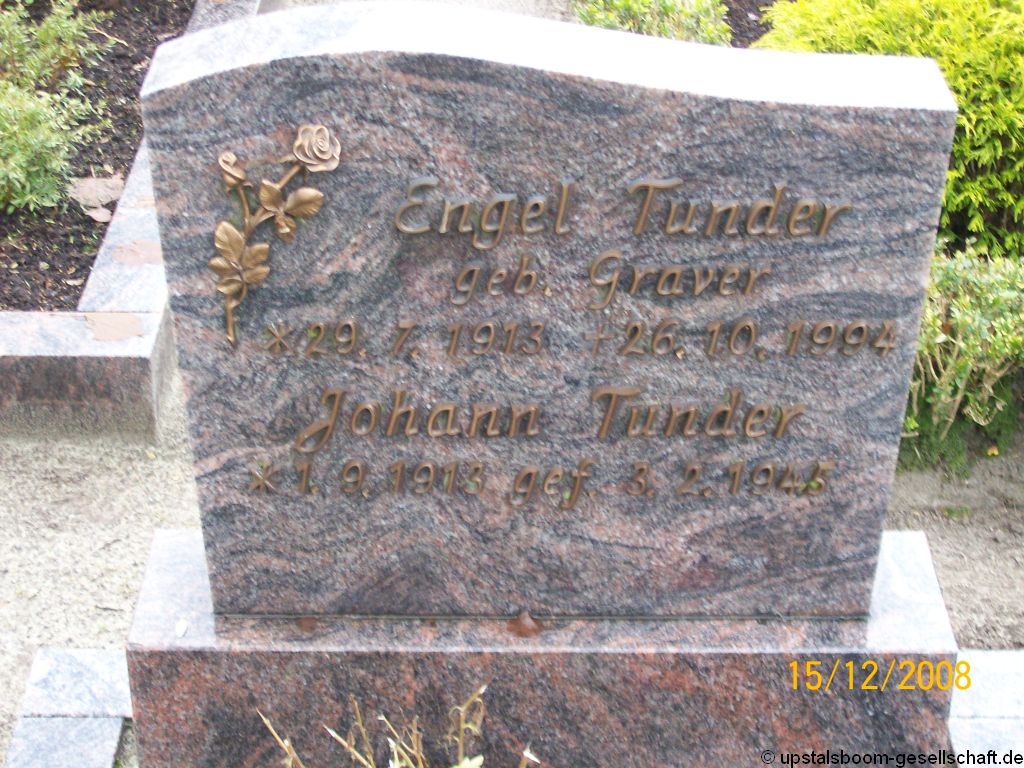 Engel Tunder
geb. Graver
* 29. 7. 1913 † 26. 10. 1994
Johann Tunder
* 1. 9. 1913 gef. 3. 2. 1945
15/12/2008
© upstalsboom-gesellschaft.de